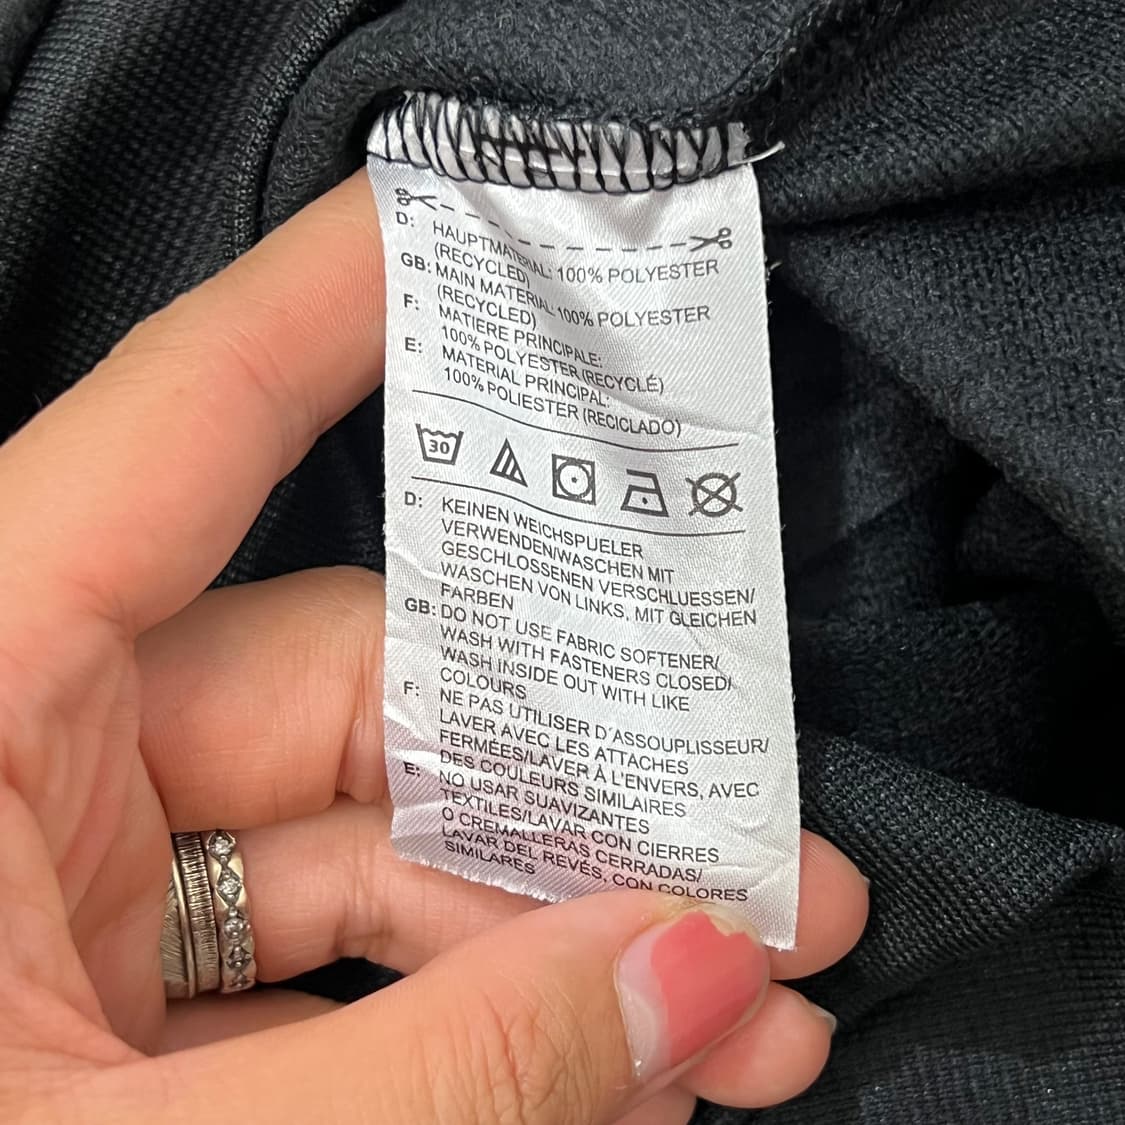 D: HAUPTMATERIAL: 100% POLYESTER
(RECYCLED)
GB: MAIN MATERIAL: 100% POLYESTER
(RECYCLED)
F: MATIERE PRINCIPALE:
100% POLYESTER (RECYCLÉ)
E: MATERIAL PRINCIPAL:
100% POLIESTER (RECICLADO)
30
D: KEINEN WEICHSPUELER
VERWENDEN/WASCHEN MIT
GESCHLOSSENEN VERSCHLUESSEN/
WASCHEN VON LINKS, MIT GLEICHEN
FARBEN
GB: DO NOT USE FABRIC SOFTENER/
WASH WITH FASTENERS CLOSED/
WASH INSIDE OUT WITH LIKE
COLOURS
F: NE PAS UTILISER D´ASSOUPLISSEUR/
LAVER AVEC LES ATTACHES
FERMÉES/LAVER À L'ENVERS, AVEC
DES COULEURS SIMILAIRES
E: NO USAR SUAVIZANTES
TEXTILES/LAVAR CON CIERRES
O CREMALLERAS CERRADAS/
LAVAR DEL REVÉS, CON COLORES
SIMILARES